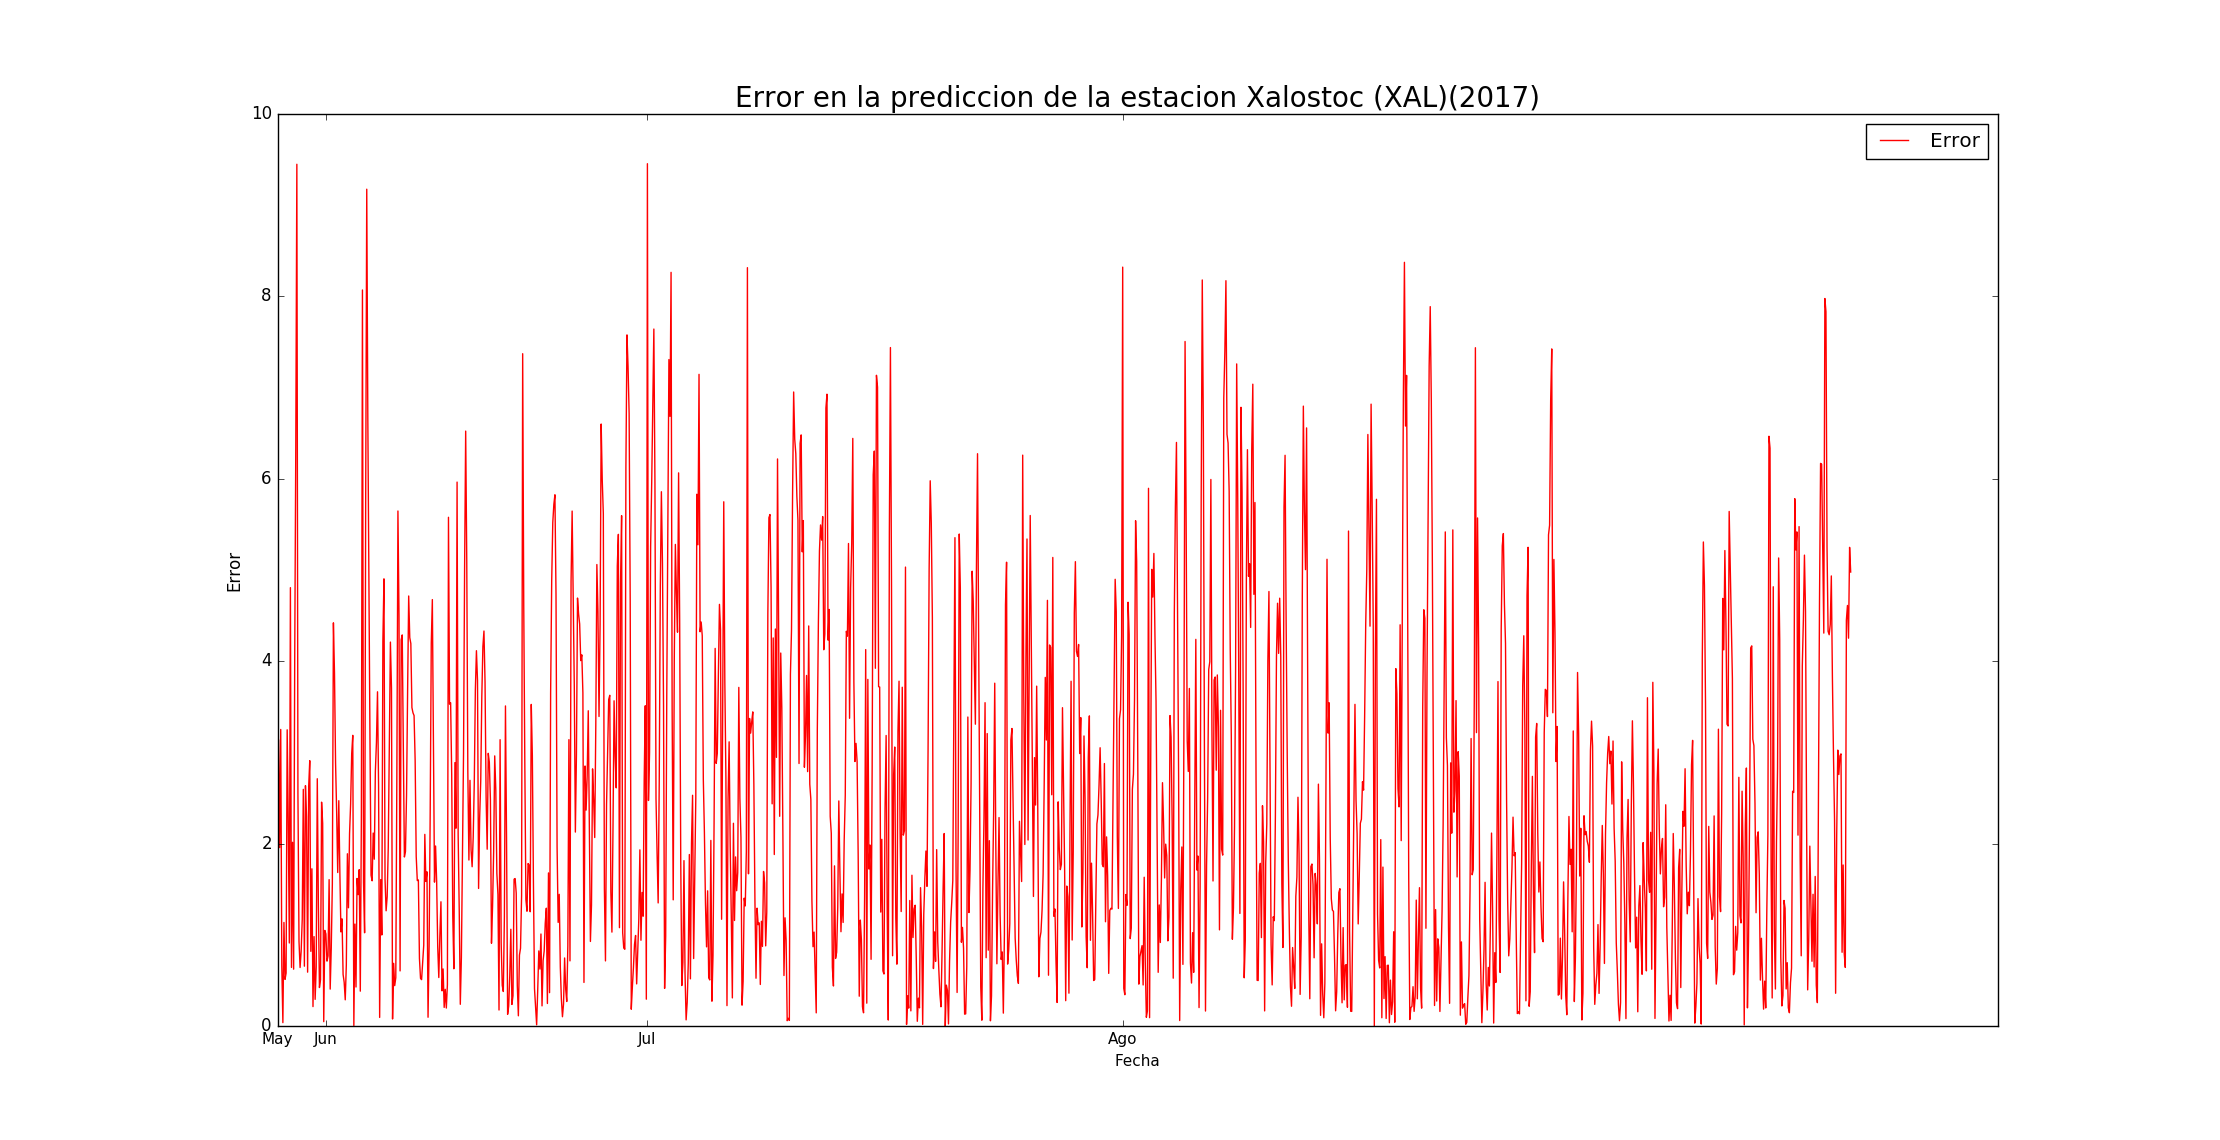 Error en la prediccion de la estacion Xalostoc (XAL)(2017)
10
Error
8
6
Error
4
2
0
May Jun Jul Ago
Fecha